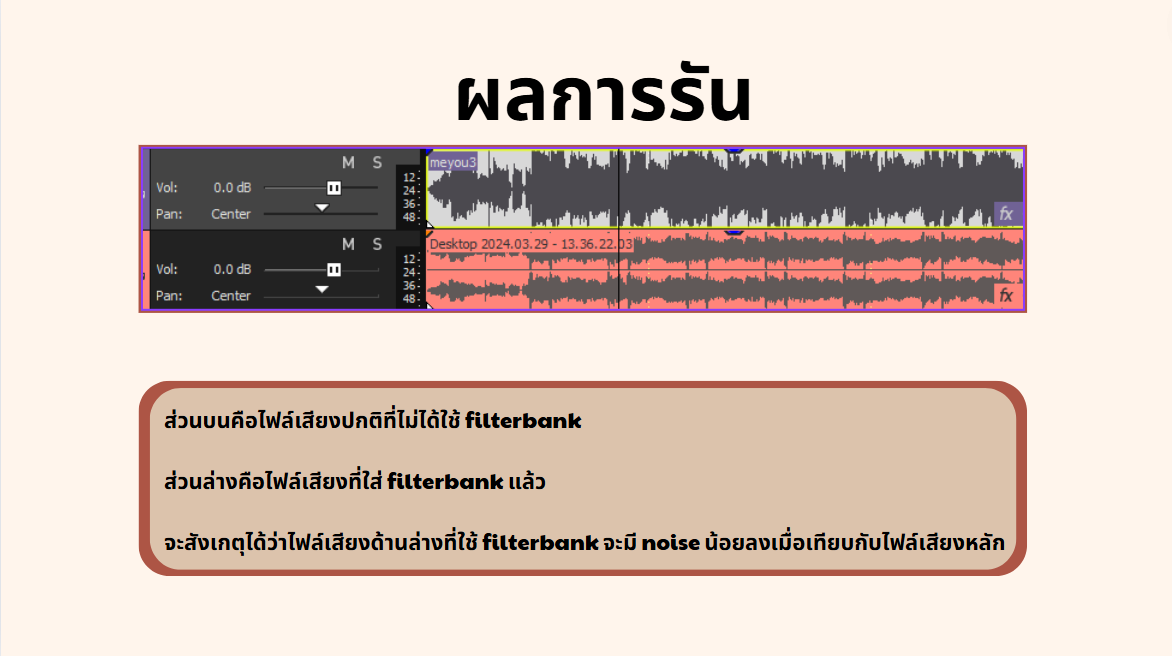 ผลการรัน
M S
meyou3
Vol: 0.0 dB
12
24
Pan: Center
36
48
fx
M S
Desktop 2024.03.29 - 13.36.22.03
Vol: 0.0 dB
12
24
Pan: Center
36
48
fx
ส่วนบนคือไฟล์เสียงปกติที่ไม่ได้ใช้ filterbank
ส่วนล่างคือไฟล์เสียงที่ใส่ filterbank แล้ว
จะสังเกตุได้ว่าไฟล์เสียงด้านล่างที่ใช้ filterbank จะมี noise น้อยลงเมื่อเทียบกับไฟล์เสียงหลัก